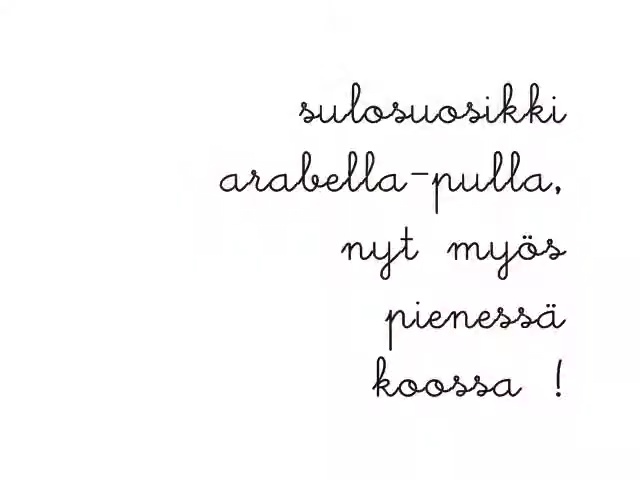 sulosuosikki
arabella-pulla,
nyt myös
pienessä
koossa !